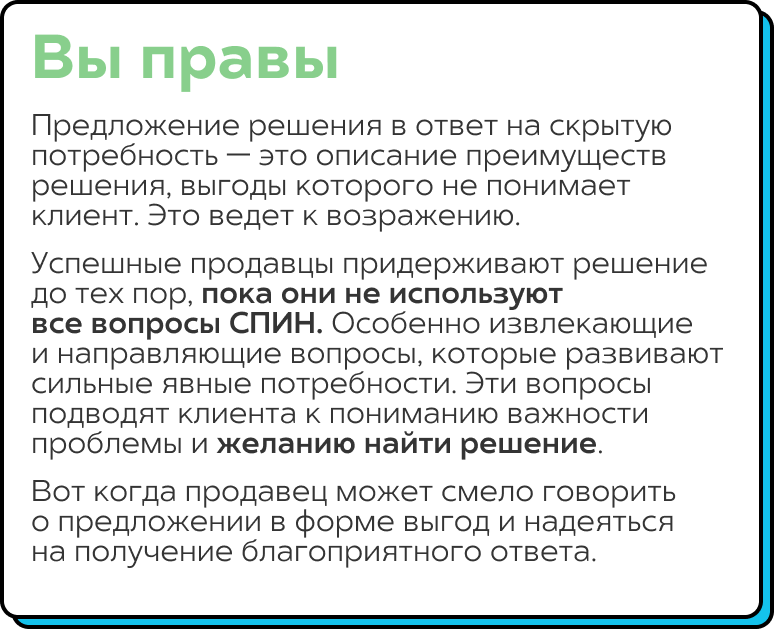 Вы правы
Предложение решения в ответ на скрытую
потребность — это описание преимуществ
решения, выгоды которого не понимает
клиент. Это ведет к возражению.
Успешные продавцы придерживают решение
до тех пор, пока они не используют
все вопросы СПИН. Особенно извлекающие
и направляющие вопросы, которые развивают
сильные явные потребности. Эти вопросы
подводят клиента к пониманию важности
проблемы и желанию найти решение.
Вот когда продавец может смело говорить
о предложении в форме выгод и надеяться
на получение благоприятного ответа.